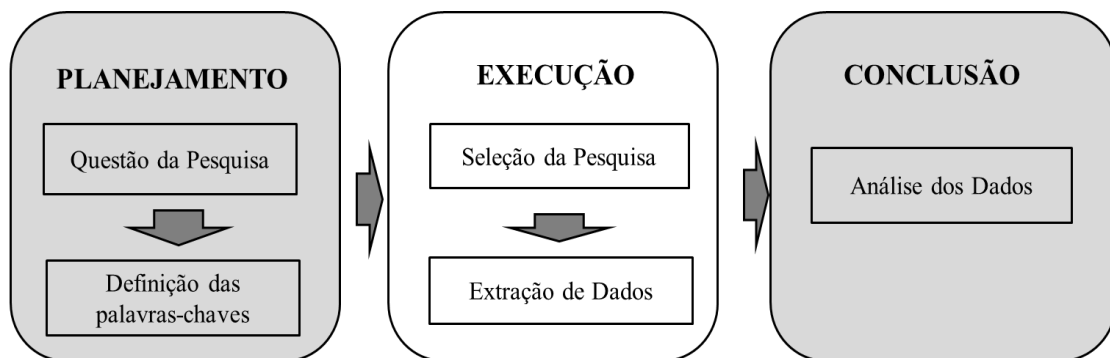 PLANEJAMENTO
Questão da Pesquisa
Definição das
palavras-chaves
EXECUÇÃO
Seleção da Pesquisa
Extração de Dados
CONCLUSÃO
Análise dos Dados